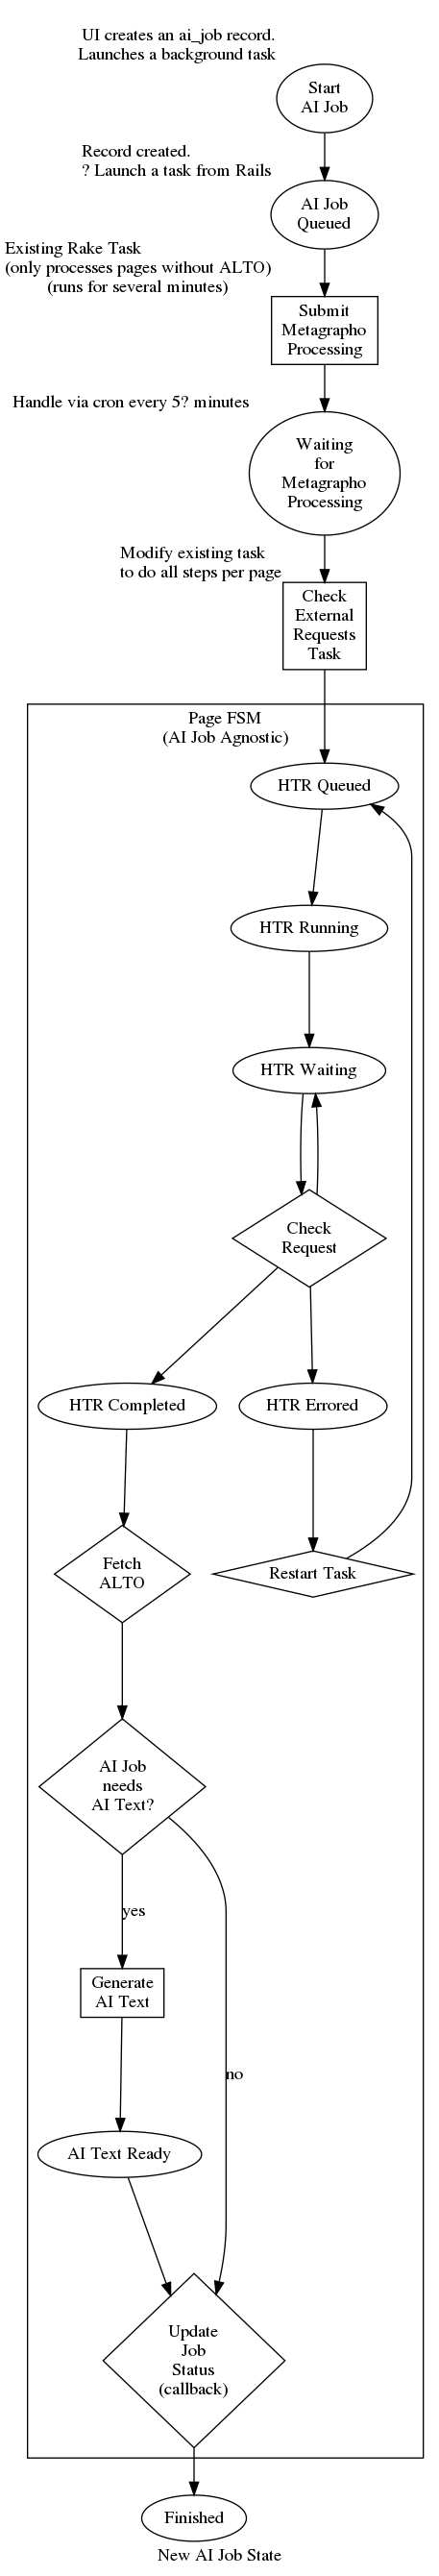 UI creates an ai_job record.
Launches a background task
Start
AI Job
Record created.
? Launch a task from Rails
AI Job
Queued
Existing Rake Task
(only processes pages without ALTO)
(runs for several minutes)
Submit
Metagrapho
Processing
Handle via cron every 5? minutes
Waiting
for
Metagrapho
Processing
Modify existing task
to do all steps per page
Check
External
Requests
Task
Page FSM
(AI Job Agnostic)
HTR Queued
HTR Running
HTR Waiting
Check
Request
HTR Completed
HTR Errored
Fetch
ALTO
Restart Task
AI Job
needs
AI Text?
yes
Generate
AI Text
no
AI Text Ready
Update
Job
Status
(callback)
Finished
New AI Job State